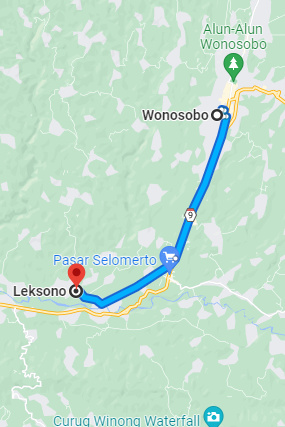 Alun-Alun
Wonosobo
Wonosobo
9
Pasar Selomerto
Leksono
Curug Winong Waterfall